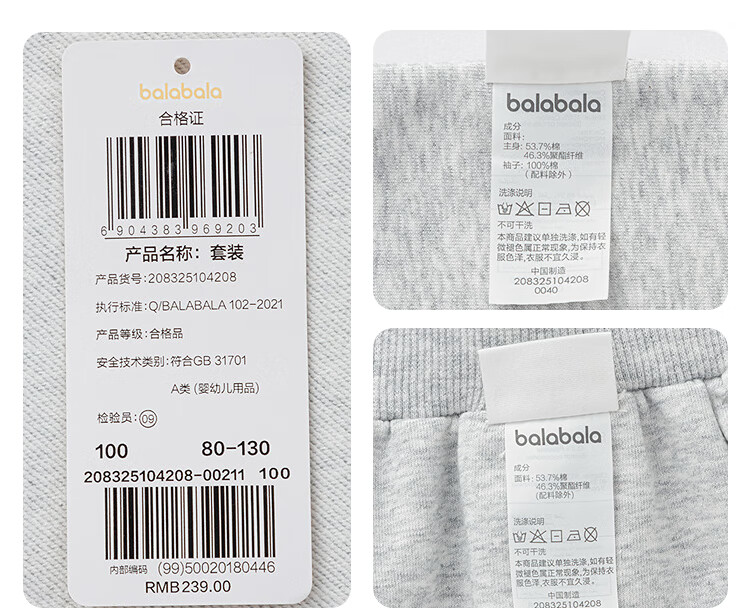 balabala
合格证
6 904383 969203
产品名称：套装
产品货号：208325104208
执行标准：Q/BALABALA 102-2021
产品等级：合格品
安全技术类别：符合GB 31701
A类 (婴幼儿用品)
检验员：09
100 80-130
208325104208-00211 100
内部编码 (99)50020180446
RMB239.00
balabala
成分
面料：
主身：53.7%棉
46.3%聚酯纤维
袖子：100%棉
(配料除外)
洗涤说明
不可干洗
本商品建议单独洗涤,如有轻
微褪色属正常现象,为保持衣
服色泽,衣服不宜久浸。
中国制造
208325104208
0040
balabala
成分
面料：53.7%棉
46.3%聚酯纤维
(配料除外)
洗涤说明
不可干洗
本商品建议单独洗涤,如有轻
微褪色属正常现象,为保持衣
服色泽,衣服不宜久浸。
中国制造
208325104208